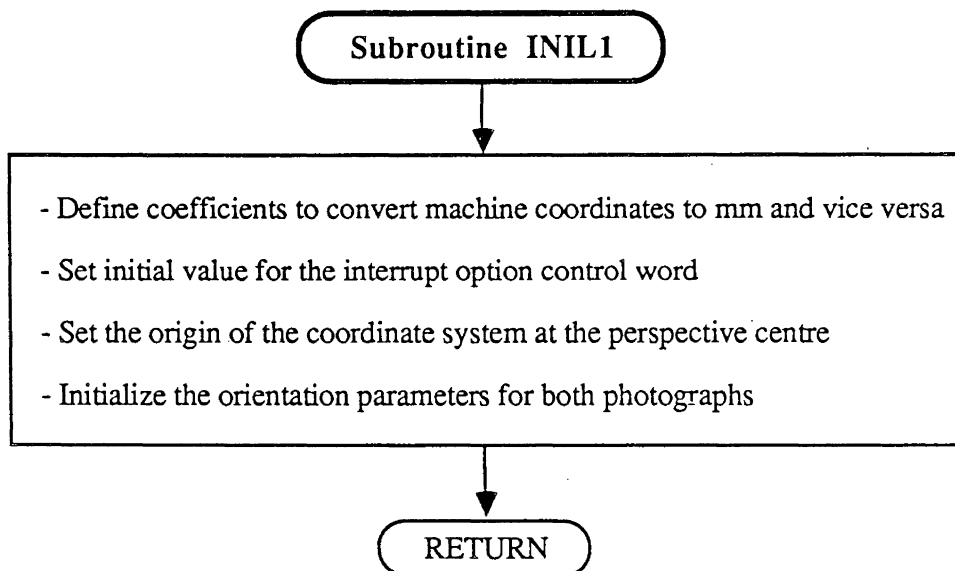 Subroutine INIL1
- Define coefficients to convert machine coordinates to mm and vice versa
- Set initial value for the interrupt option control word
- Set the origin of the coordinate system at the perspective centre
- Initialize the orientation parameters for both photographs
RETURN